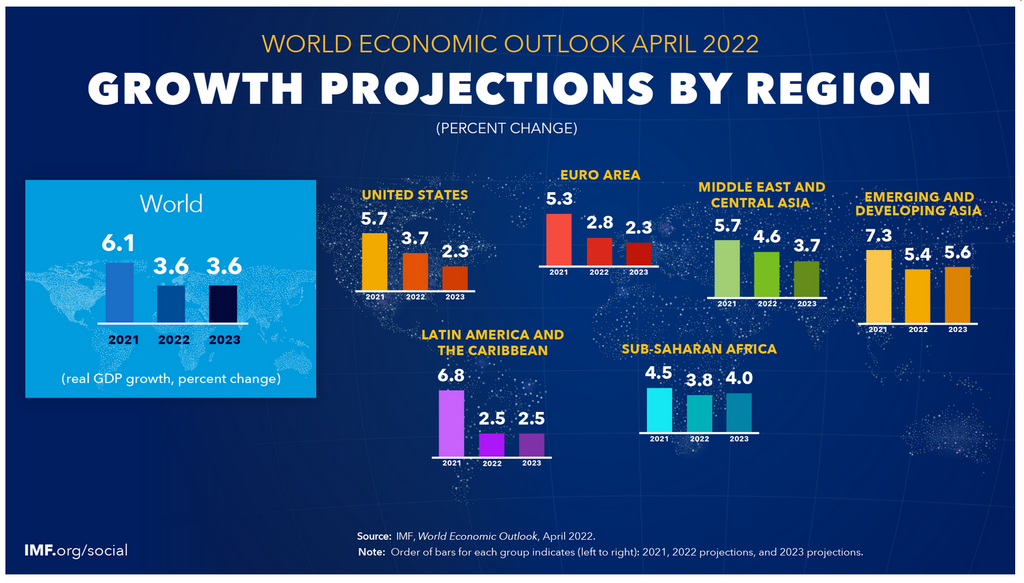 WORLD ECONOMIC OUTLOOK APRIL 2022
GROWTH PROJECTIONS BY REGION
(PERCENT CHANGE)
World
6.1
3.6
3.6
2021
2022
2023
(real GDP growth, percent change)
UNITED STATES
5.7
3.7
2.3
2021
2022
2023
EURO AREA
5.3
2.8
2.3
2021
2022
2023
MIDDLE EAST AND
CENTRAL ASIA
5.7
4.6
3.7
2021
2022
2023
EMERGING AND
DEVELOPING ASIA
7.3
5.4
5.6
2021
2022
2023
LATIN AMERICA AND
THE CARIBBEAN
6.8
2.5
2.5
2021
2022
2023
SUB-SAHARAN AFRICA
4.5
3.8
4.0
2021
2022
2023
IMF.org/social
Source: IMF, World Economic Outlook, April 2022.
Note: Order of bars for each group indicates (left to right): 2021, 2022 projections, and 2023 projections.